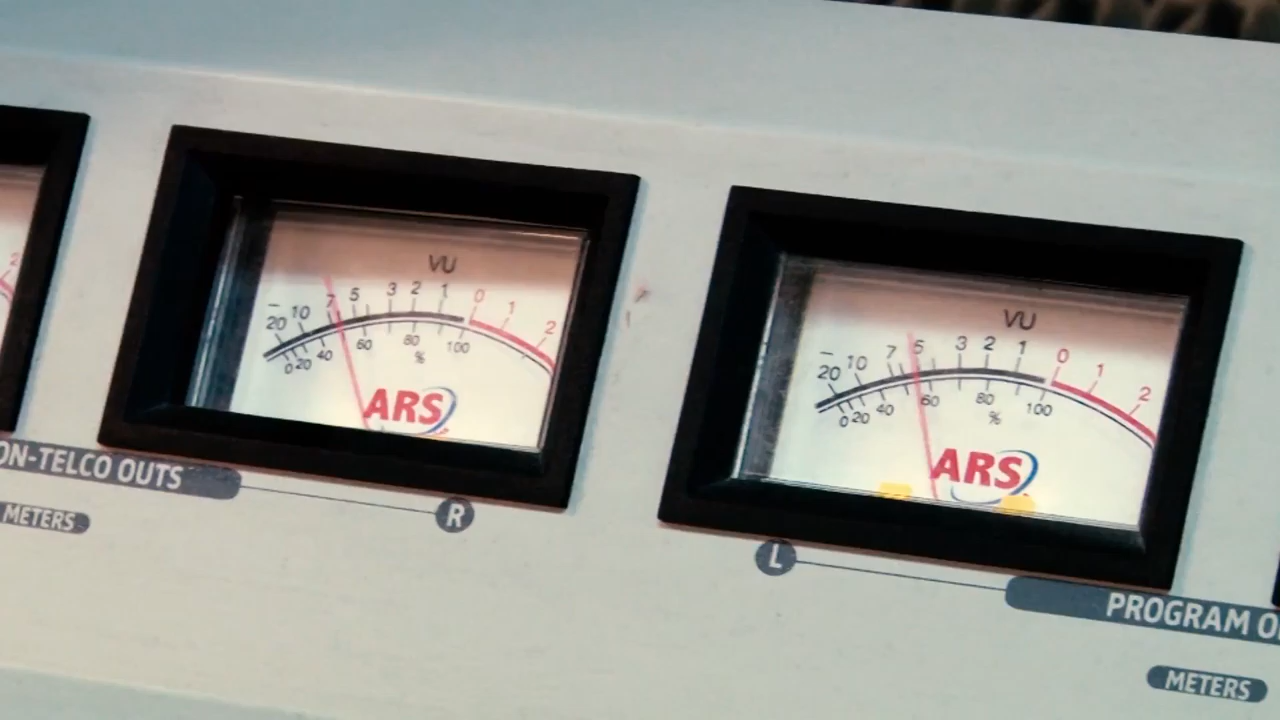 2
VU
- 20 10 7 5 3 2 1 0 1 2
0 20 40 60 80 100
%
ARS
VU
- 20 10 7 5 3 2 1 0 1 2
0 20 40 60 80 100
%
ARS
ON-TELCO OUTS
METERS
R
L
PROGRAM
METERS